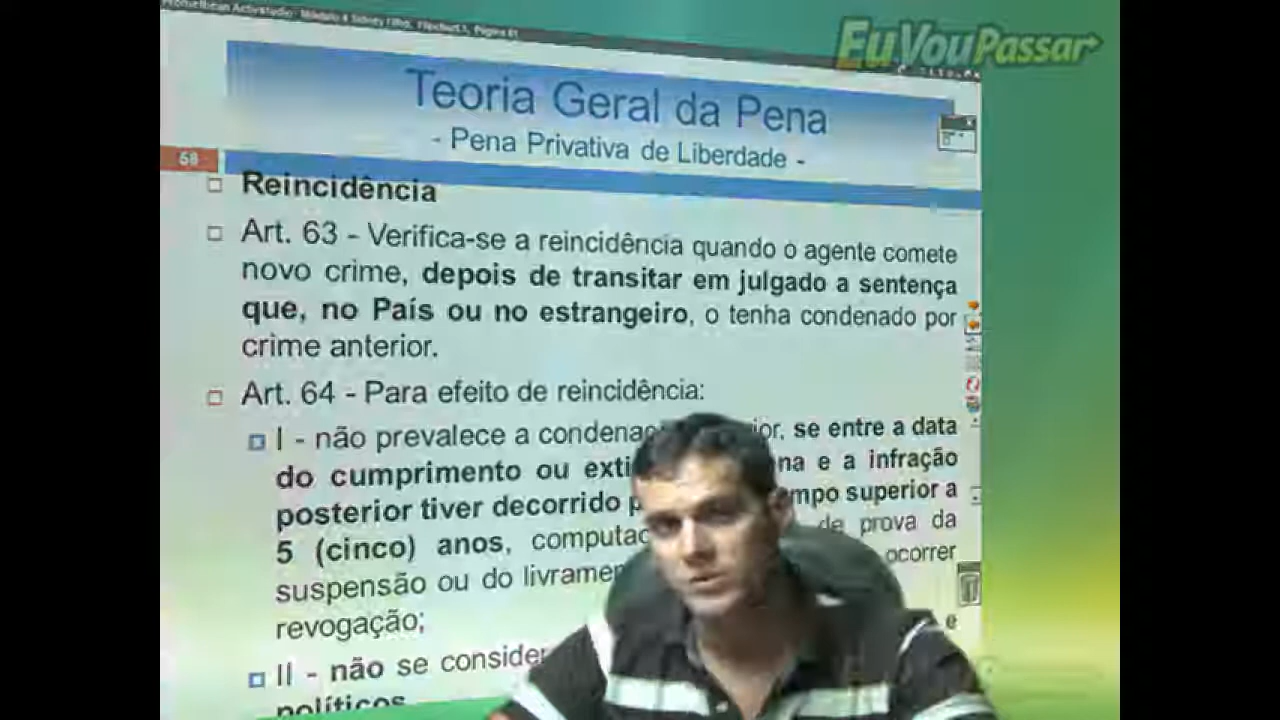 EuVouPassar
Teoria Geral da Pena
- Pena Privativa de Liberdade -
68
Reincidência
Art. 63 - Verifica-se a reincidência quando o agente comete
novo crime, depois de transitar em julgado a sentença
que, no País ou no estrangeiro, o tenha condenado por
crime anterior.
Art. 64 - Para efeito de reincidência:
I - não prevalece a se entre a data
do cumprimento ou e a infração
posterior tiver decorrido superior a
5 (cinco) anos, de prova da
suspensão ou do ocorrer
revogação;
II - não se e
políticos